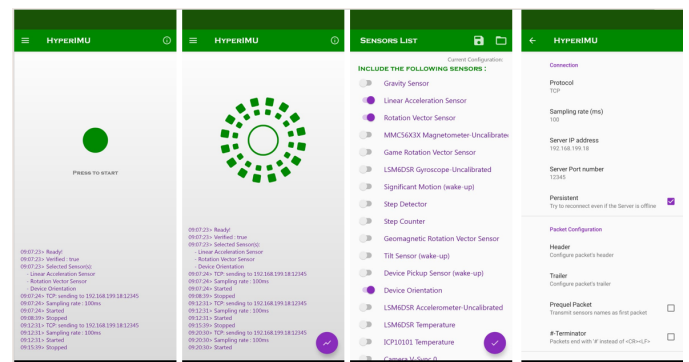 HyperIMU
Press to start
09:07:23> Ready!
09:07:23> Verified : true
09:07:23> Selected Sensor(s):
- Linear Acceleration Sensor
- Rotation Vector Sensor
- Device Orientation
09:07:24> TCP: sending to 192.168.199.18:12345
09:07:24> Sampling rate : 100ms
09:07:24> Started
09:08:39> Stopped
09:12:31> TCP: sending to 192.168.199.18:12345
09:12:31> Sampling rate : 100ms
09:12:31> Started
09:15:39> Stopped
HyperIMU
09:07:23> Ready!
09:07:23> Verified : true
09:07:23> Selected Sensor(s):
- Linear Acceleration Sensor
- Rotation Vector Sensor
- Device Orientation
09:07:24> TCP: sending to 192.168.199.18:12345
09:07:24> Sampling rate : 100ms
09:07:24> Started
09:08:39> Stopped
09:12:31> TCP: sending to 192.168.199.18:12345
09:12:31> Sampling rate : 100ms
09:12:31> Started
09:15:39> Stopped
09:20:30> TCP: sending to 192.168.199.18:12345
09:20:30> Sampling rate : 100ms
09:20:30> Started
Sensors List
Current Configuration:
Include the following sensors :
Gravity Sensor
Linear Acceleration Sensor
Rotation Vector Sensor
MMC56X3X Magnetometer-Uncalibrated
Game Rotation Vector Sensor
LSM6DSR Gyroscope-Uncalibrated
Significant Motion (wake-up)
Step Detector
Step Counter
Geomagnetic Rotation Vector Sensor
Tilt Sensor (wake-up)
Device Pickup Sensor (wake-up)
Device Orientation
LSM6DSR Accelerometer-Uncalibrated
LSM6DSR Temperature
ICP10101 Temperature
Camera V-Sync 0
HyperIMU
Connection
Protocol
TCP
Sampling rate (ms)
100
Server IP address
192.168.199.18
Server Port number
12345
Persistent
Try to reconnect even if the Server is offline
Packet Configuration
Header
Configure packet's header
Trailer
Configure packet's trailer
Prequel Packet
Transmit sensors names as first packet
#-Terminator
Packets end with '#' instead of <CR><LF>